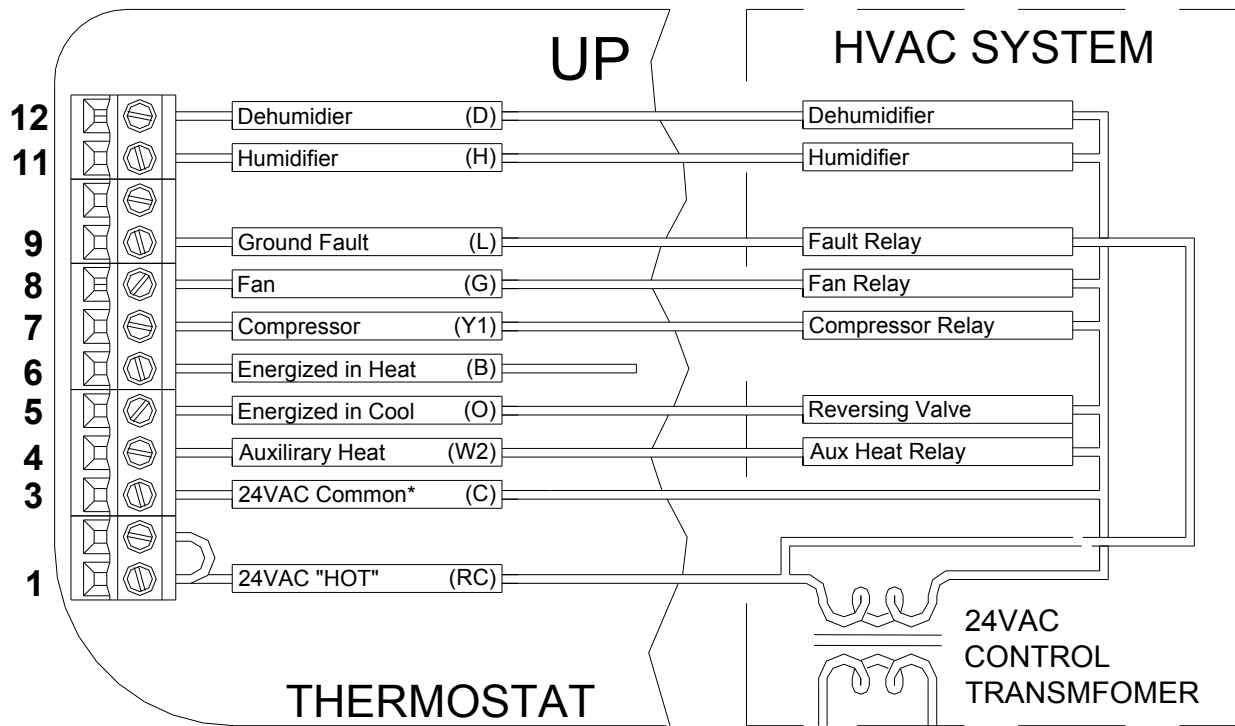 UP
HVAC SYSTEM
12 Dehumidier (D) Dehumidifier
11 Humidifier (H) Humidifier
9 Ground Fault (L) Fault Relay
8 Fan (G) Fan Relay
7 Compressor (Y1) Compressor Relay
6 Energized in Heat (B)
5 Energized in Cool (O) Reversing Valve
4 Auxilirary Heat (W2) Aux Heat Relay
3 24VAC Common* (C)
1 24VAC "HOT" (RC)
24VAC
CONTROL
TRANSMFOMER
THERMOSTAT